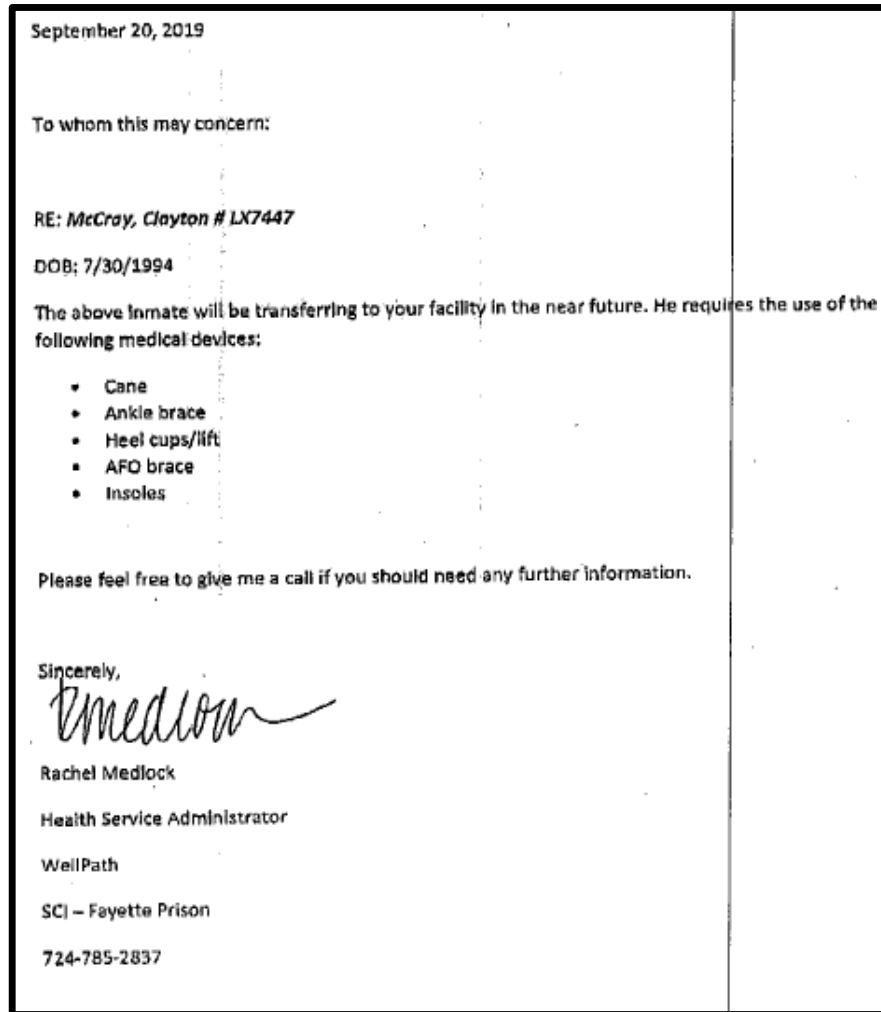 September 20, 2019
To whom this may concern:
RE: McCray, Clayton # LX7447
DOB: 7/30/1994
The above inmate will be transferring to your facility in the near future. He requires the use of the
following medical devices:
• Cane
• Ankle brace
• Heel cups/lift
• AFO brace
• Insoles
Please feel free to give me a call if you should need any further information.
Sincerely,
Rachel Medlock
Health Service Administrator
WellPath
SCI – Fayette Prison
724-785-2837